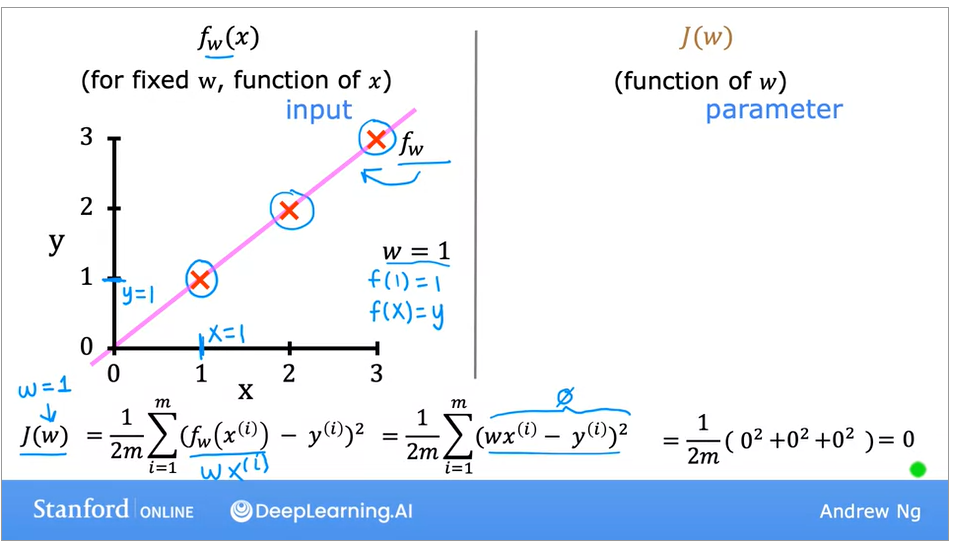 f_w(x)
(for fixed w, function of x)
input
3
f_w
2
y
w = 1
1
f(1) = 1
y=1
f(x)=y
x=1
0
0 1 2 3
x
J(w)
(function of w)
parameter
w=1
J(w) = \frac{1}{2m} \sum_{i=1}^{m} (f_w(x^{(i)}) - y^{(i)})^2 = \frac{1}{2m} \sum_{i=1}^{m} (wx^{(i)} - y^{(i)})^2 = \frac{1}{2m} ( 0^2 +0^2 +0^2 ) = 0
0
wx^{(i)}
Stanford | ONLINE DeepLearning.AI Andrew Ng